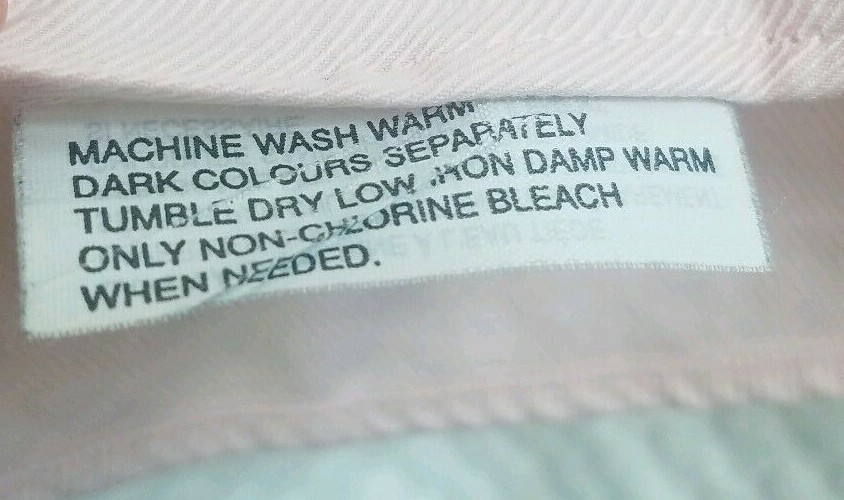 MACHINE WASH WARM
DARK COLOURS SEPARATELY
TUMBLE DRY LOW IRON DAMP WARM
ONLY NON-CHLORINE BLEACH
WHEN NEEDED.